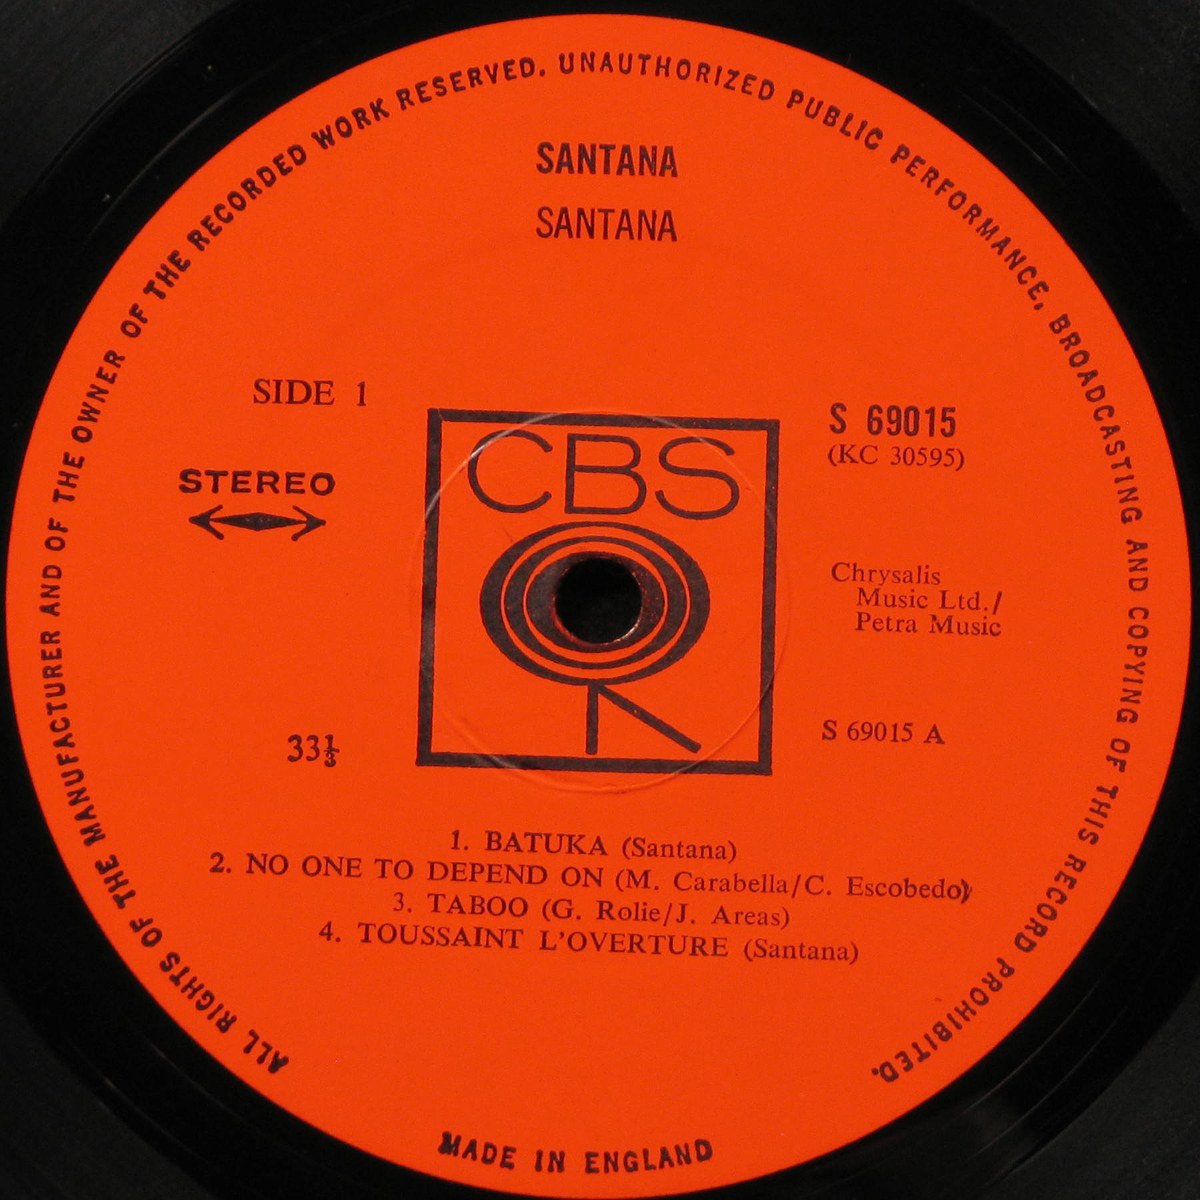 ALL RIGHTS OF THE MANUFACTURER AND OF THE OWNER OF THE RECORDED WORK RESERVED. UNAUTHORIZED PUBLIC PERFORMANCE, BROADCASTING AND COPYING OF THIS RECORD PROHIBITED.
SANTANA
SANTANA
SIDE 1
S 69015
(KC 30595)
STEREO
CBS
Chrysalis
Music Ltd./
Petra Music
33⅓
S 69015 A
1. BATUKA (Santana)
2. NO ONE TO DEPEND ON (M. Carabella/C. Escobedo)
3. TABOO (G. Rolie/J. Areas)
4. TOUSSAINT L'OVERTURE (Santana)
MADE IN ENGLAND